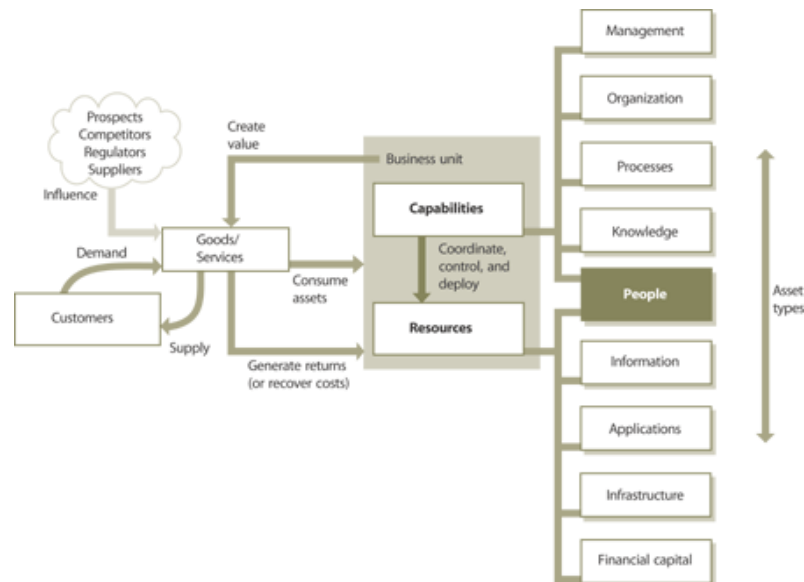 Management
Organization
Processes
Knowledge
People
Information
Applications
Infrastructure
Financial capital
Asset
types
Prospects
Competitors
Regulators
Suppliers
Influence
Create
value
Business unit
Capabilities
Coordinate,
control, and
deploy
Resources
Goods/
Services
Demand
Customers
Supply
Consume
assets
Generate returns
(or recover costs)